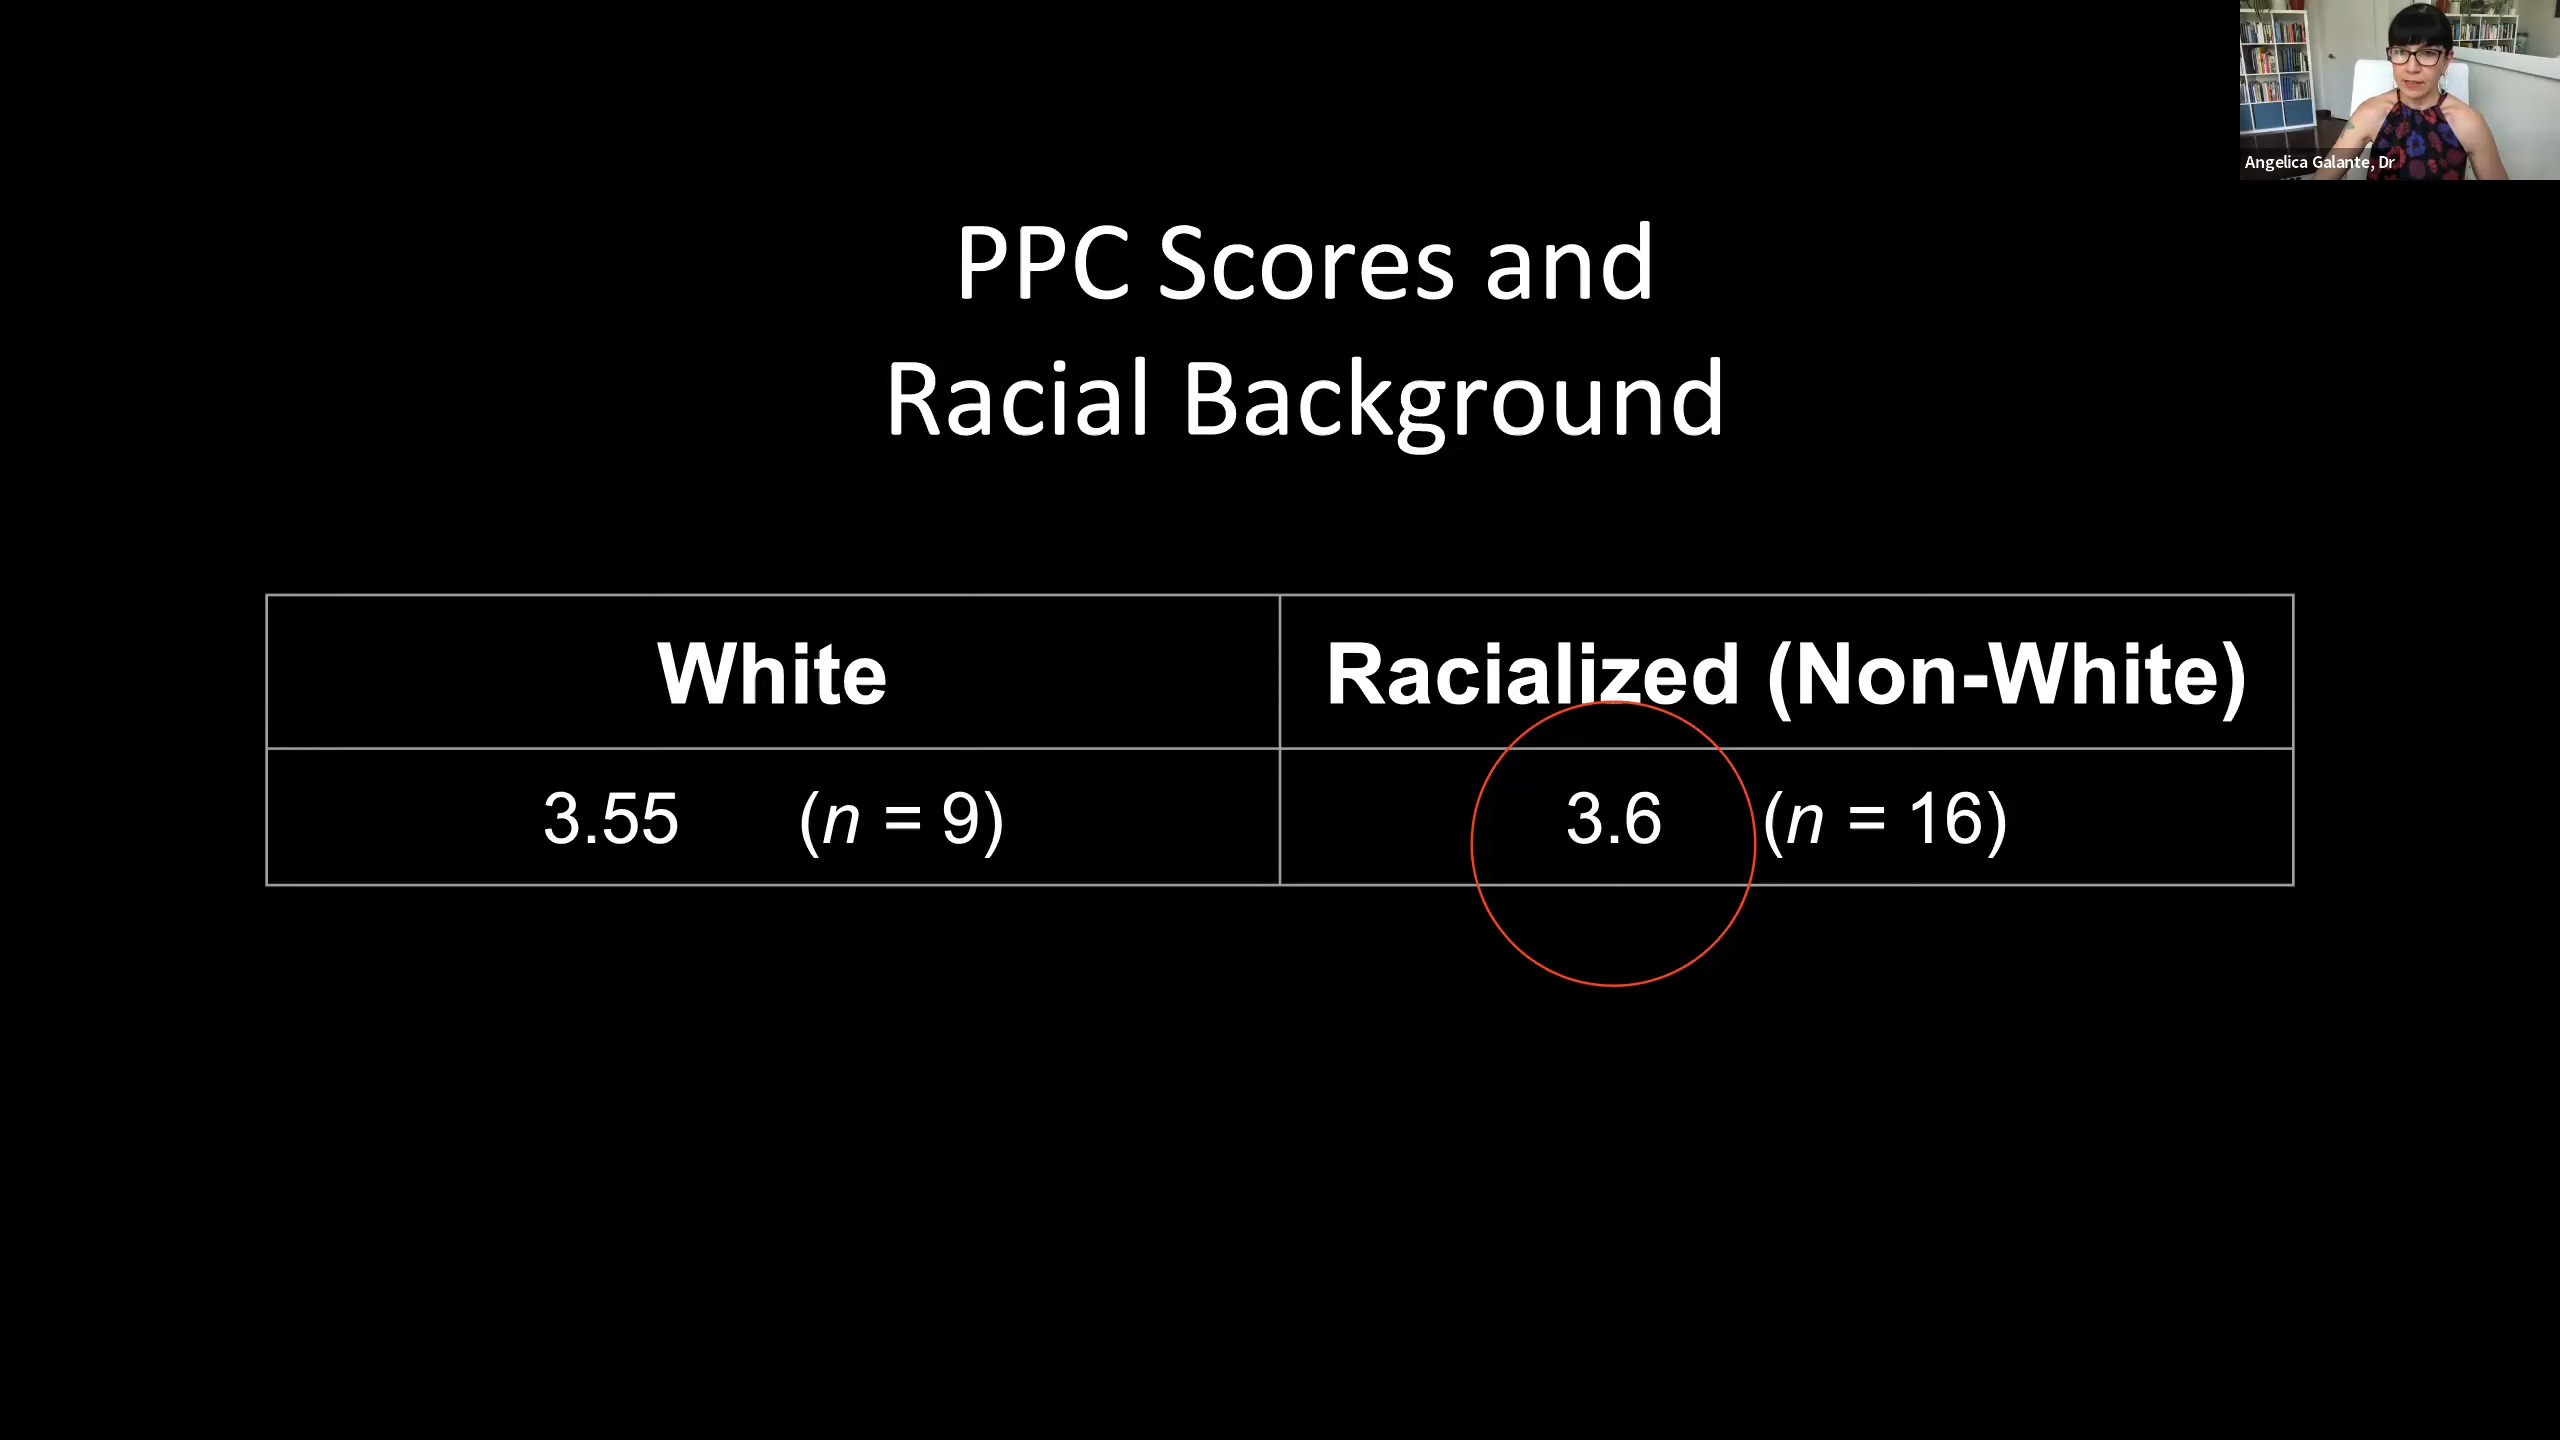 Angelica Galante, Dr
PPC Scores and
Racial Background
White
Racialized (Non-White)
3.55 (n = 9)
3.6 (n = 16)